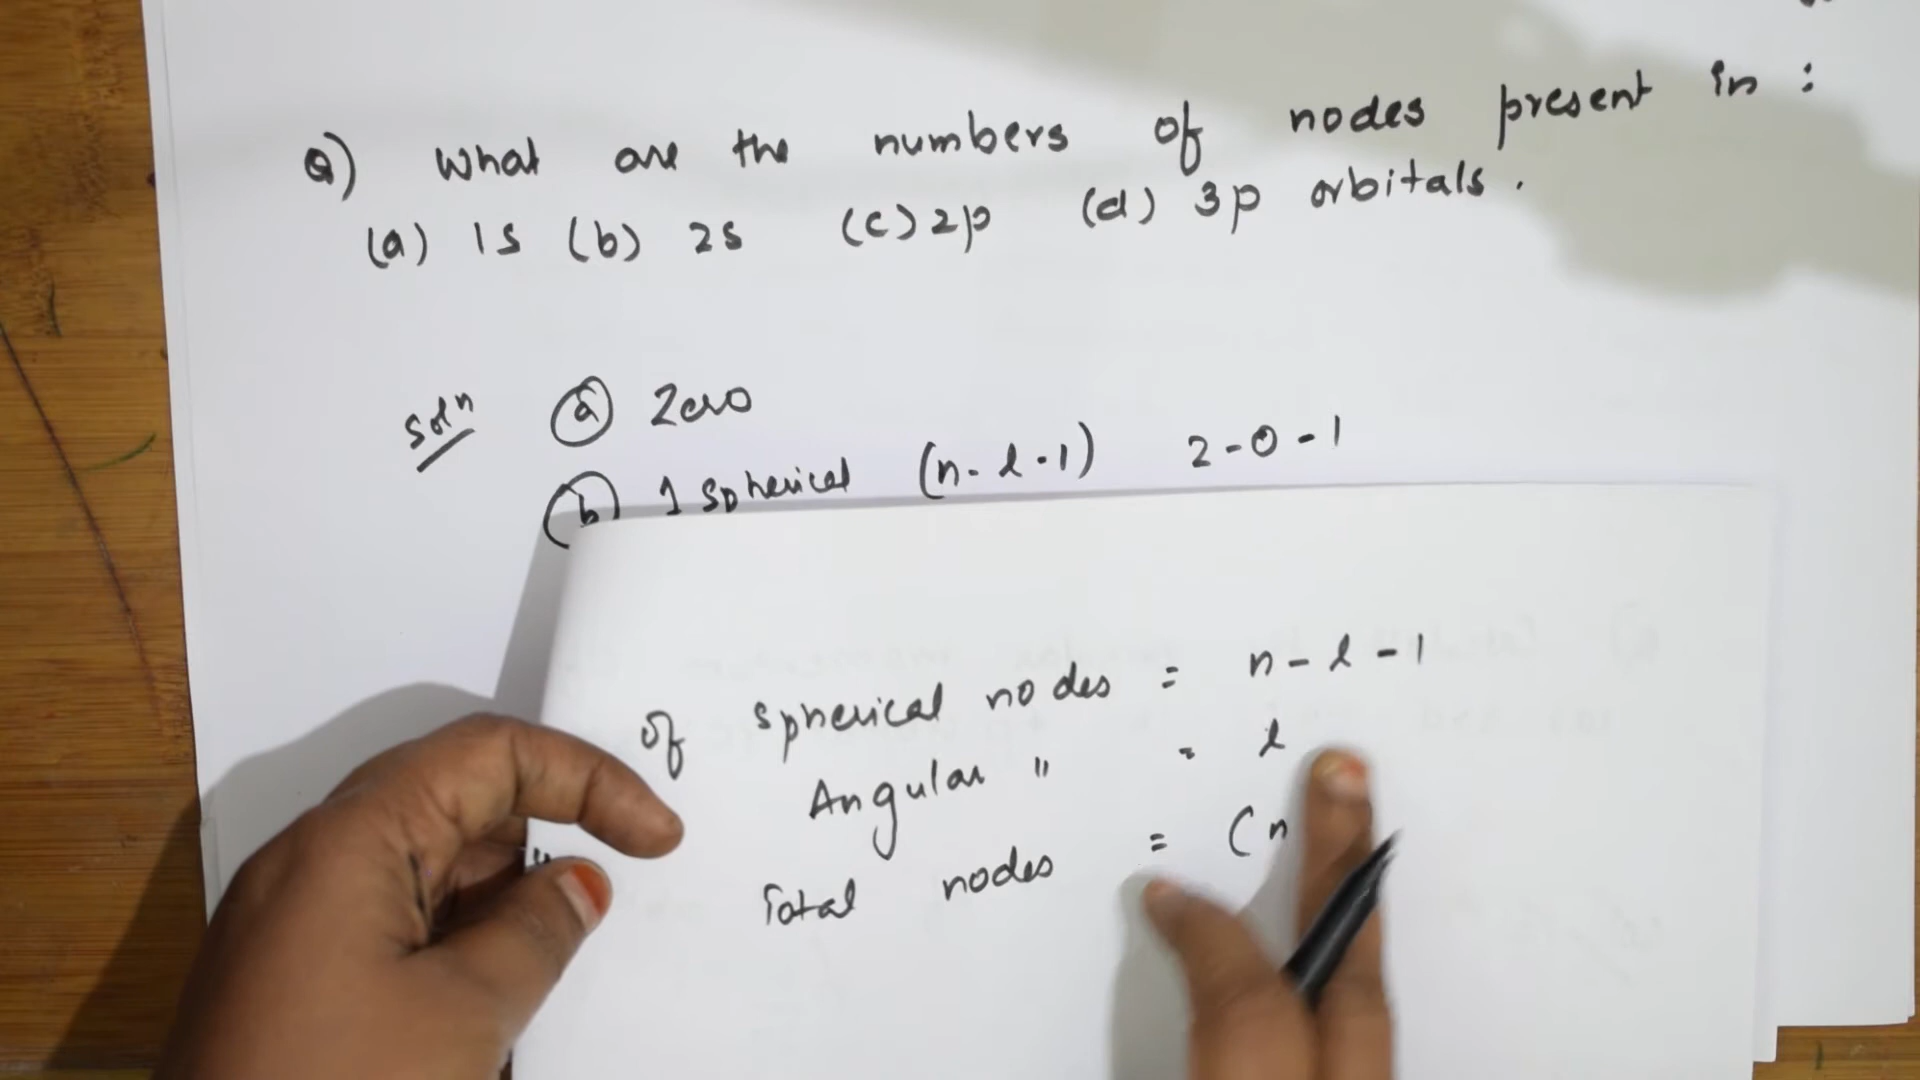 Q) What are the numbers of nodes present in :
(a) 1s (b) 2s (c) 2p (d) 3p orbitals.
Solⁿ (a) Zero
(b) 1 spherical (n-l-1) 2-0-1
of spherical nodes = n-l-1
Angular " = l
Total nodes = (n